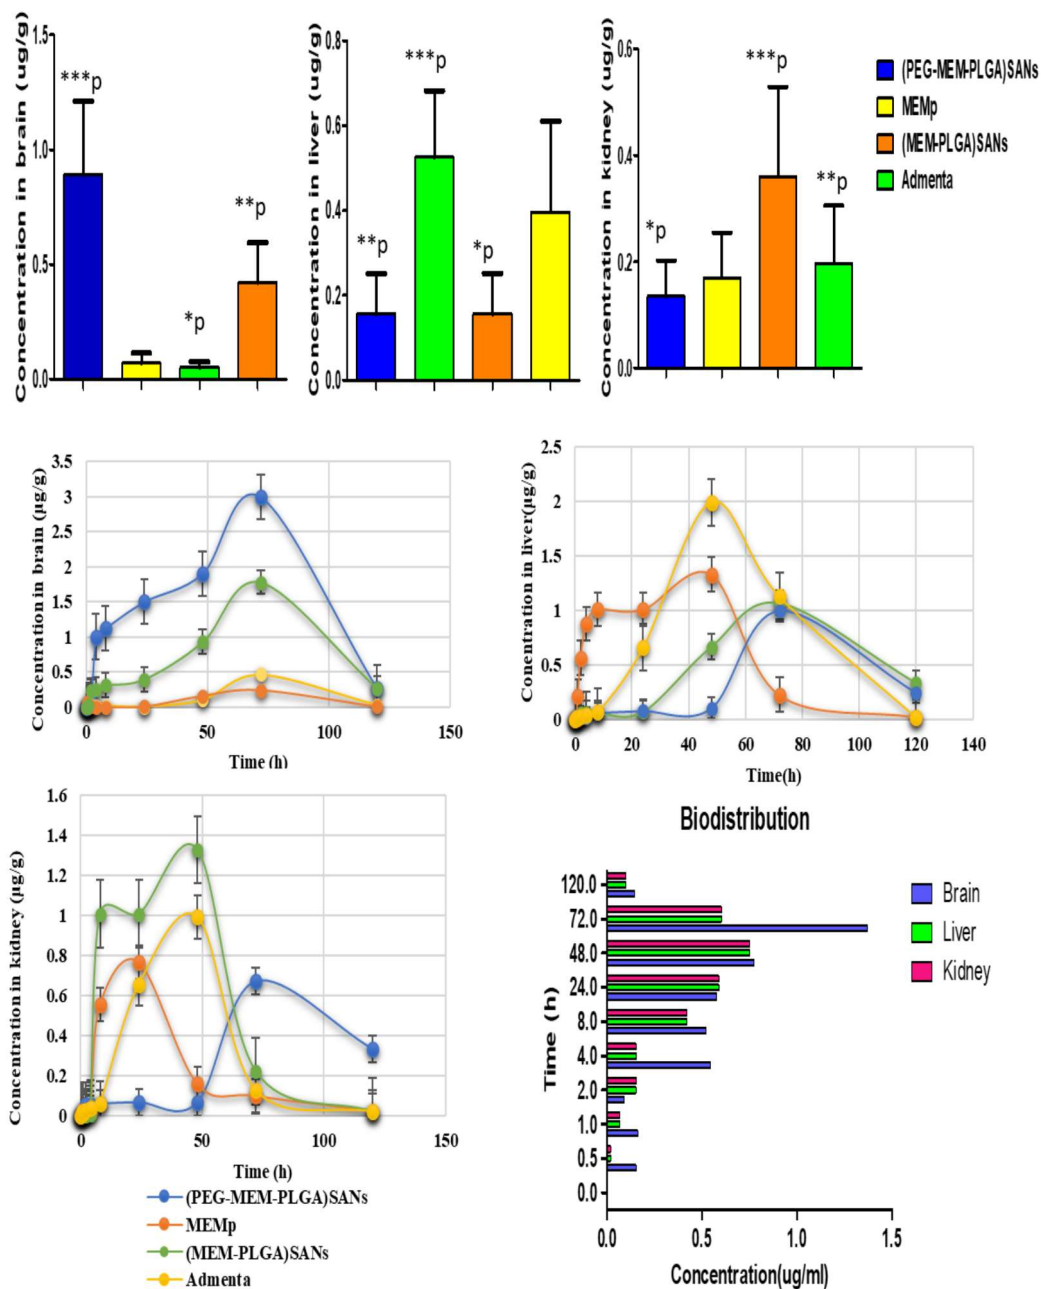 Concentration in brain (ug/g)
1.5
1.0
0.5
0.0
***p
*p
**p
Concentration in liver (ug/g)
0.8
0.6
0.4
0.2
0.0
**p
***p
*p
Concentration in kidney (ug/g)
0.6
0.4
0.2
0.0
*p
***p
**p
(PEG-MEM-PLGA)SANs
MEMp
(MEM-PLGA)SANs
Admenta
Concentration in brain (µg/g)
3.5
3
2.5
2
1.5
1
0.5
0
0 50 100 150
Time (h)
Concentration in liver(µg/g)
2.5
2
1.5
1
0.5
0
0 20 40 60 80 100 120 140
Time(h)
Concentration in kidney (µg/g)
1.6
1.4
1.2
1
0.8
0.6
0.4
0.2
0
0 50 100 150
Time (h)
(PEG-MEM-PLGA)SANs
MEMp
(MEM-PLGA)SANs
Admenta
Biodistribution
Time (h)
120.0
72.0
48.0
24.0
8.0
4.0
2.0
1.0
0.5
0.0
0.0 0.5 1.0 1.5
Concentration(ug/ml)
Brain
Liver
Kidney